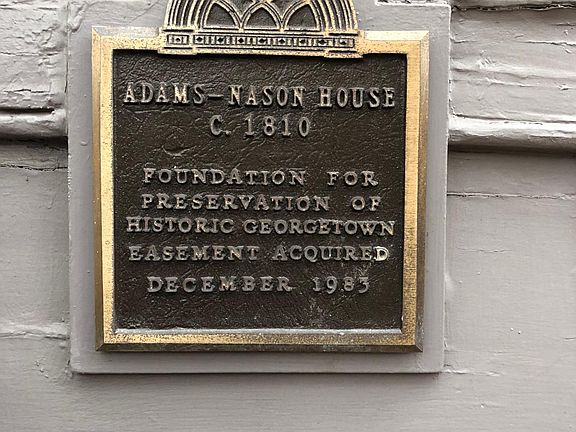 ADAMS-NASON HOUSE
C. 1810
FOUNDATION FOR
PRESERVATION OF
HISTORIC GEORGETOWN
EASEMENT ACQUIRED
DECEMBER 1983